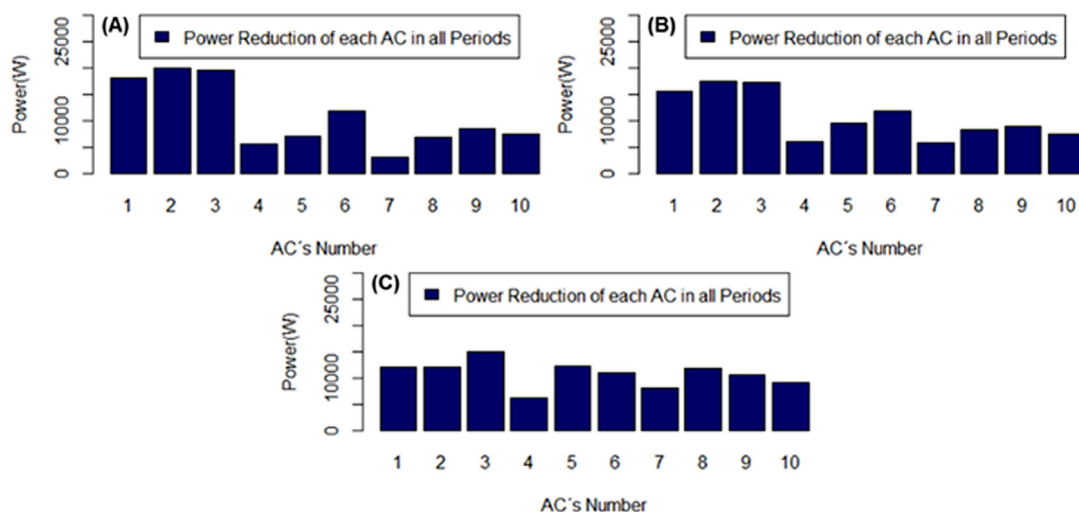 (A)
Power Reduction of each AC in all Periods
Power(W)
25000
10000
0
1 2 3 4 5 6 7 8 9 10
AC´s Number
(B)
Power Reduction of each AC in all Periods
Power(W)
25000
10000
0
1 2 3 4 5 6 7 8 9 10
AC´s Number
(C)
Power Reduction of each AC in all Periods
Power(W)
25000
10000
0
1 2 3 4 5 6 7 8 9 10
AC´s Number